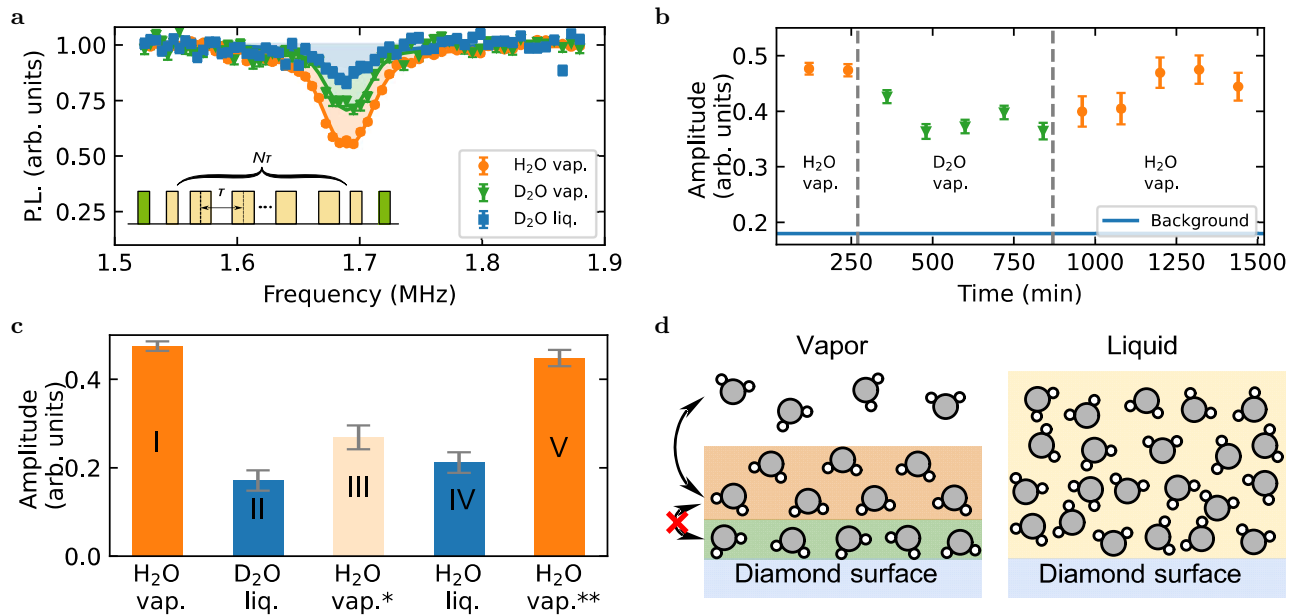 a
P.L. (arb. units)
1.00
0.75
0.50
0.25
Nτ
τ
H₂O vap.
D₂O vap.
D₂O liq.
1.5
1.6
1.7
1.8
1.9
Frequency (MHz)
b
Amplitude
(arb. units)
0.5
0.4
0.3
0.2
H₂O
vap.
D₂O
vap.
H₂O
vap.
Background
250
500
750
1000
1250
1500
Time (min)
c
Amplitude
(arb. units)
0.4
0.2
0.0
I
II
III
IV
V
H₂O
vap.
D₂O
liq.
H₂O
vap.*
H₂O
liq.
H₂O
vap.**
d
Vapor
Liquid
Diamond surface
Diamond surface